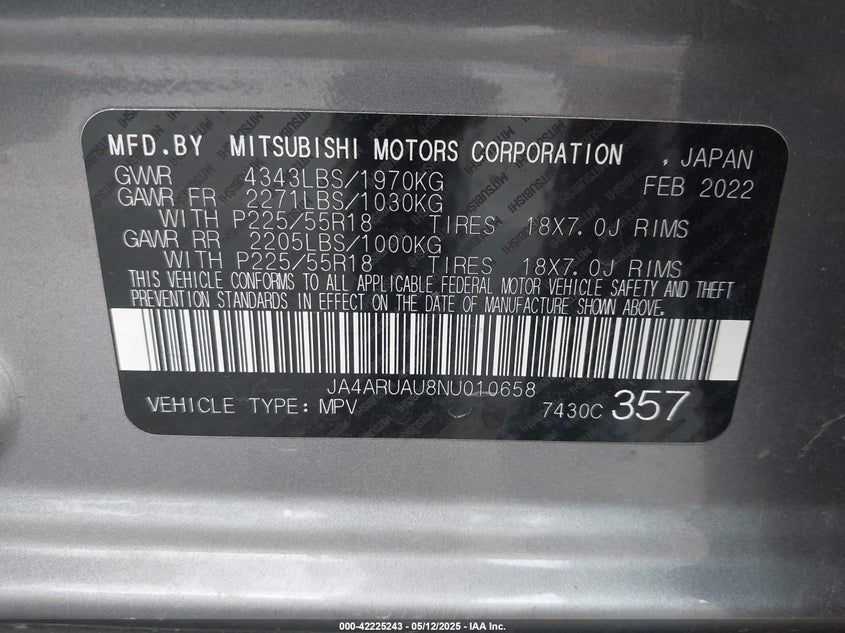 MFD.BY MITSUBISHI MOTORS CORPORATION , JAPAN
GVWR 4343LBS/1970KG FEB 2022
GAWR FR 2271LBS/1030KG
WITH P225/55R18 TIRES 18X7.0J RIMS
GAWR RR 2205LBS/1000KG
WITH P225/55R18 TIRES 18X7.0J RIMS
THIS VEHICLE CONFORMS TO ALL APPLICABLE FEDERAL MOTOR VEHICLE SAFETY AND THEFT
PREVENTION STANDARDS IN EFFECT ON THE DATE OF MANUFACTURE SHOWN ABOVE.
JA4ARUAU8NU010658
VEHICLE TYPE: MPV 7430C 357
000-42225243 - 05/12/2025 - IAA Inc.